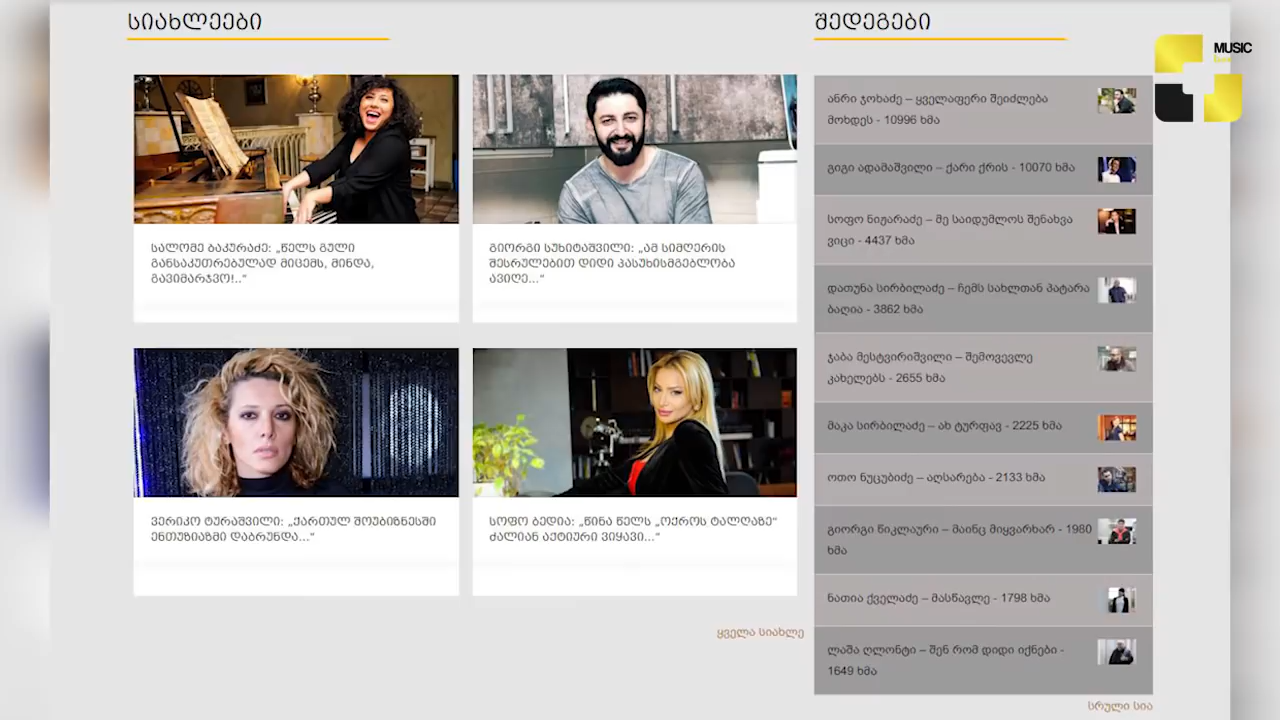 სიახლეები
სალომე ბაკურაძე: „წელს გული
განსაკუთრებულად მიცემს, მინდა,
გავიმარჯვო!..“
გიორგი სუხიტაშვილი: „ამ სიმღერის
შესრულებით დიდი პასუხისმგებლობა
ავიღე...“
ვერიკო ტურაშვილი: „ქართულ შოუბიზნესში
ენთუზიაზმი დაბრუნდა...“
სოფო ბედია: „წინა წელს „ოქროს ტალღაზე“
ძალიან აქტიური ვიყავი...“
ყველა სიახლე
შედეგები
ანრი ჯოხაძე – ყველაფერი შეიძლება
მოხდეს - 10996 ხმა
გიგი ადამაშვილი – ქარი ქრის - 10070 ხმა
სოფო ნიჟარაძე – მე საიდუმლოს შენახვა
ვიცი - 4437 ხმა
დათუნა სირბილაძე – ჩემს სახლთან პატარა
ბაღია - 3862 ხმა
ჯაბა მესტვირიშვილი – შემოვევლე
კახელებს - 2655 ხმა
მაკა სირბილაძე – ახ ტურფავ - 2225 ხმა
ოთო ნუცუბიძე – აღსარება - 2133 ხმა
გიორგი წიკლაური – მაინც მიყვარხარ - 1980
ხმა
ნათია ქველაძე – მასწავლე - 1798 ხმა
ლაშა ღლონტი – შენ რომ დიდი იქნები -
1649 ხმა
სრული სია
MUSIC